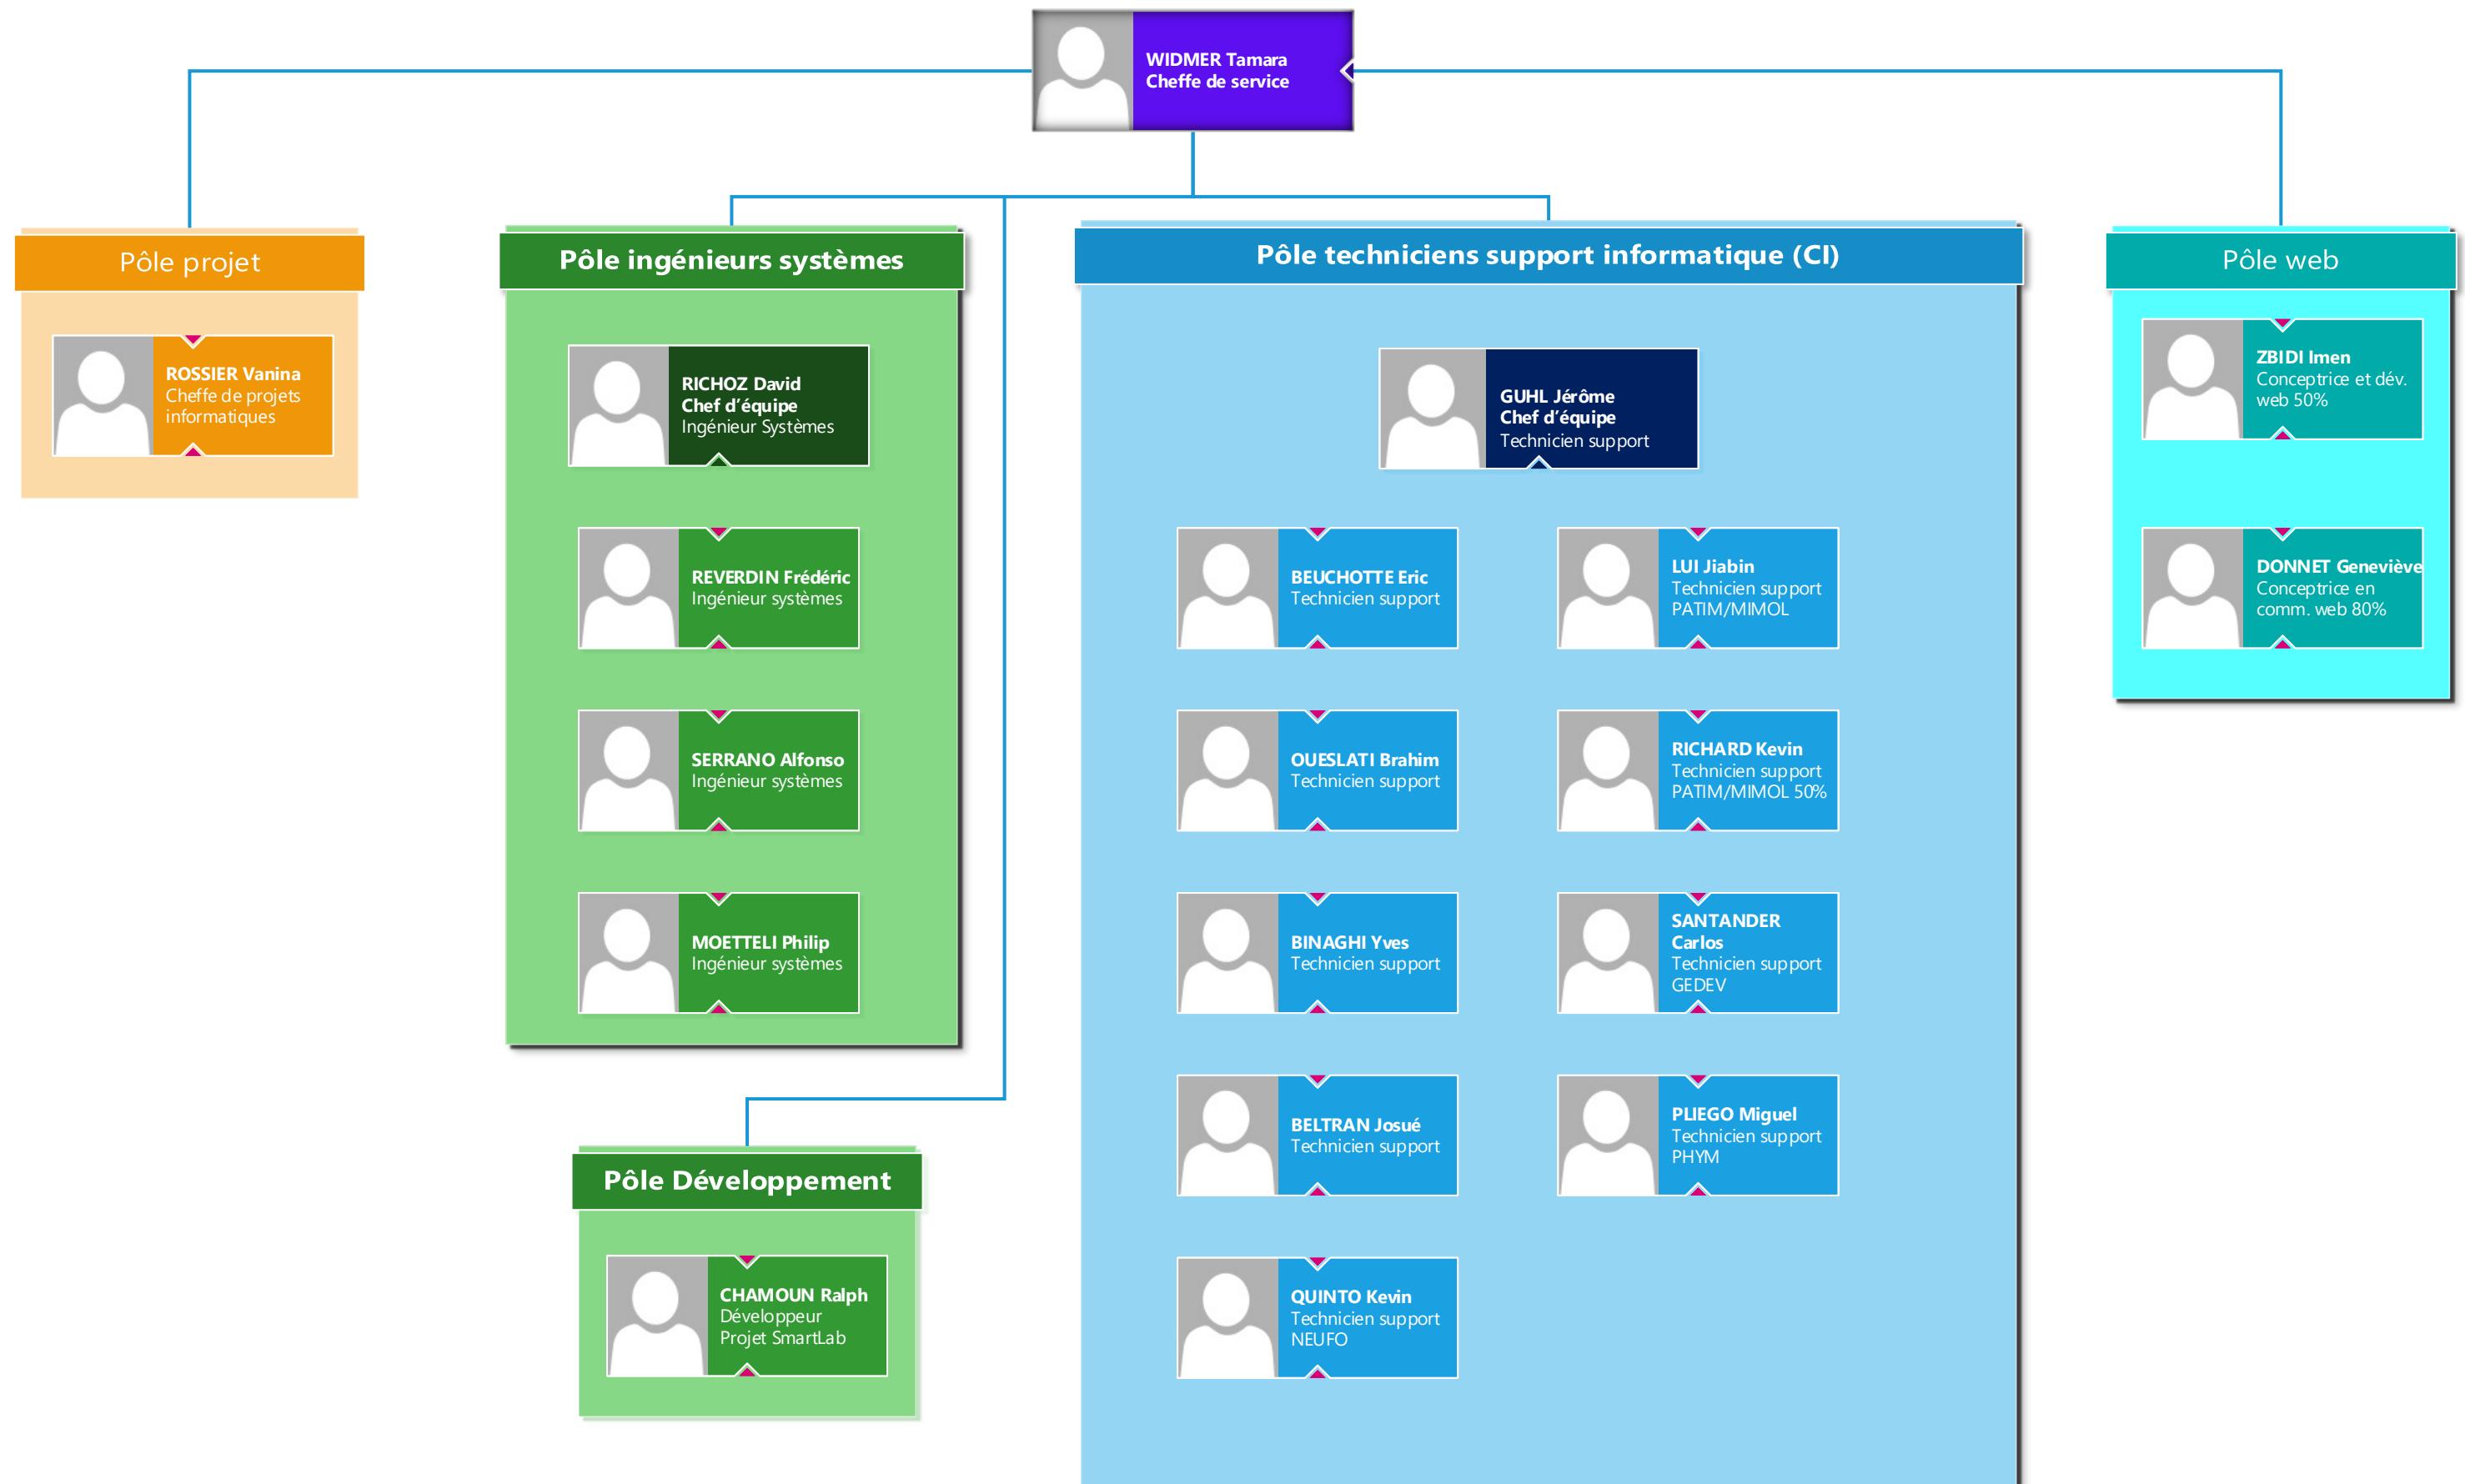 WIDMER Tamara
Cheffe de service
Pôle projet
ROSSIER Vanina
Cheffe de projets
informatiques
Pôle ingénieurs systèmes
RICHOZ David
Chef d’équipe
Ingénieur Systèmes
REVERDIN Frédéric
Ingénieur systèmes
SERRANO Alfonso
Ingénieur systèmes
MOETTELI Philip
Ingénieur systèmes
Pôle Développement
CHAMOUN Ralph
Développeur
Projet SmartLab
Pôle techniciens support informatique (CI)
GUHL Jérôme
Chef d’équipe
Technicien support
BEUCHOTTE Eric
Technicien support
LUI Jiabin
Technicien support
PATIM/MIMOL
OUESLATI Brahim
Technicien support
RICHARD Kevin
Technicien support
PATIM/MIMOL 50%
BINAGHI Yves
Technicien support
SANTANDER
Carlos
Technicien support
GEDEV
BELTRAN Josué
Technicien support
PLIEGO Miguel
Technicien support
PHYM
QUINTO Kevin
Technicien support
NEUFO
Pôle web
ZBIDI Imen
Conceptrice et dév.
web 50%
DONNET Geneviève
Conceptrice en
comm. web 80%